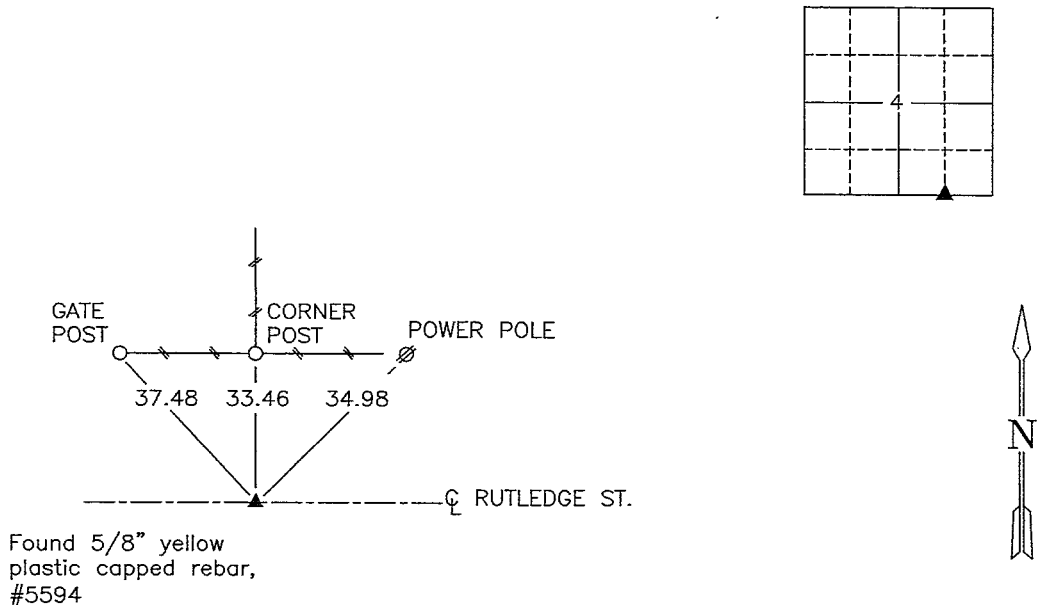 4
GATE
POST
CORNER
POST
POWER POLE
37.48
33.46
34.98
N
℄ RUTLEDGE ST.
Found 5/8" yellow
plastic capped rebar,
#5594